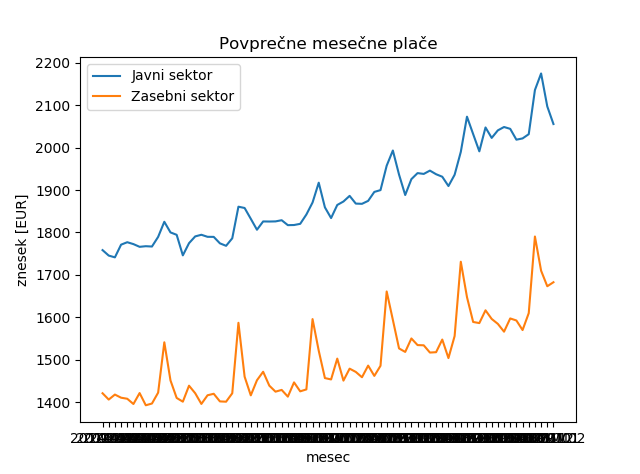 Povprečne mesečne plače
Javni sektor
Zasebni sektor
znesek [EUR]
2200
2100
2000
1900
1800
1700
1600
1500
1400
mesec